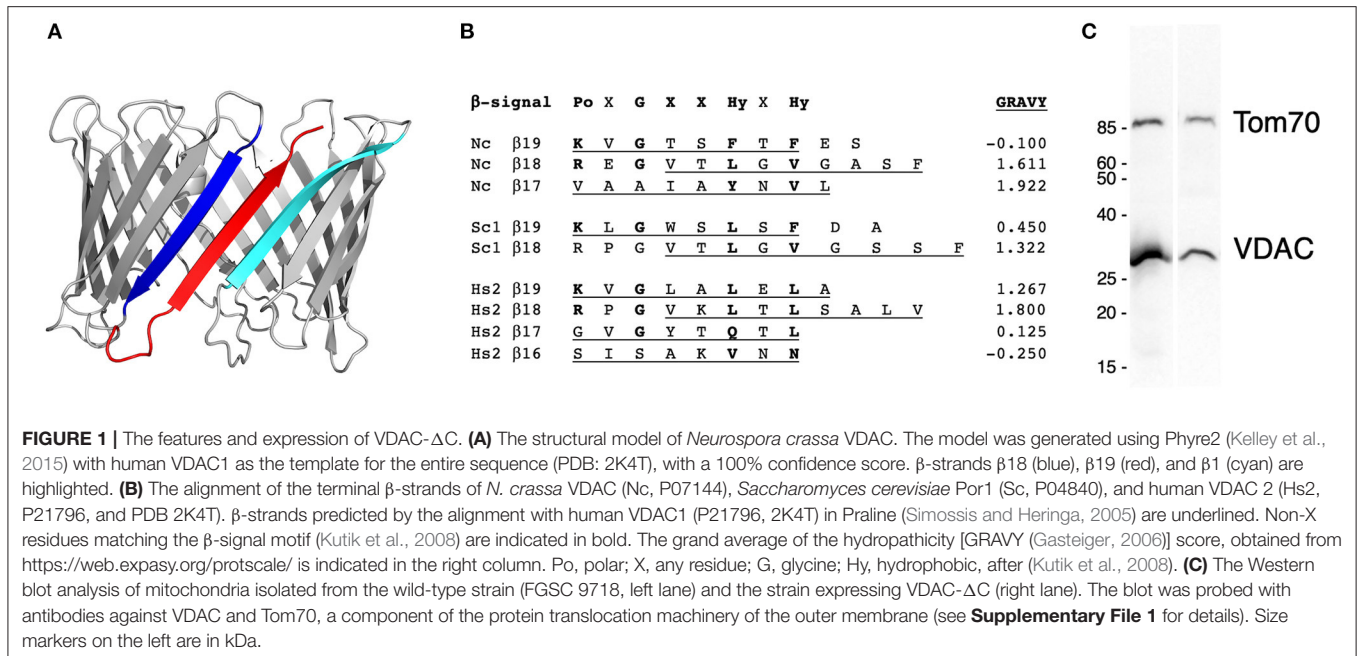 A
B
C
β-signal Po X G X X Hy X Hy GRAVY
Nc β19 K V G T S F T F E S -0.100
Nc β18 R E G V T L G V G A S F 1.611
Nc β17 V A A I A Y N V L 1.922
Sc1 β19 K L G W S L S F D A 0.450
Sc1 β18 R P G V T L G V G S S F 1.322
Hs2 β19 K V G L A L E L A 1.267
Hs2 β18 R P G V K L T L S A L V 1.800
Hs2 β17 G V G Y T Q T L 0.125
Hs2 β16 S I S A K V N N -0.250
85 - Tom70
60 -
50 -
40 -
VDAC
25 -
20 -
15 -
FIGURE 1 | The features and expression of VDAC-ΔC. (A) The structural model of Neurospora crassa VDAC. The model was generated using Phyre2 (Kelley et al.,
2015) with human VDAC1 as the template for the entire sequence (PDB: 2K4T), with a 100% confidence score. β-strands β18 (blue), β19 (red), and β1 (cyan) are
highlighted. (B) The alignment of the terminal β-strands of N. crassa VDAC (Nc, P07144), Saccharomyces cerevisiae Por1 (Sc, P04840), and human VDAC 2 (Hs2,
P21796, and PDB 2K4T). β-strands predicted by the alignment with human VDAC1 (P21796, 2K4T) in Praline (Simossis and Heringa, 2005) are underlined. Non-X
residues matching the β-signal motif (Kutik et al., 2008) are indicated in bold. The grand average of the hydropathicity [GRAVY (Gasteiger, 2006)] score, obtained from
https://web.expasy.org/protscale/ is indicated in the right column. Po, polar; X, any residue; G, glycine; Hy, hydrophobic, after (Kutik et al., 2008). (C) The Western
blot analysis of mitochondria isolated from the wild-type strain (FGSC 9718, left lane) and the strain expressing VDAC-ΔC (right lane). The blot was probed with
antibodies against VDAC and Tom70, a component of the protein translocation machinery of the outer membrane (see Supplementary File 1 for details). Size
markers on the left are in kDa.